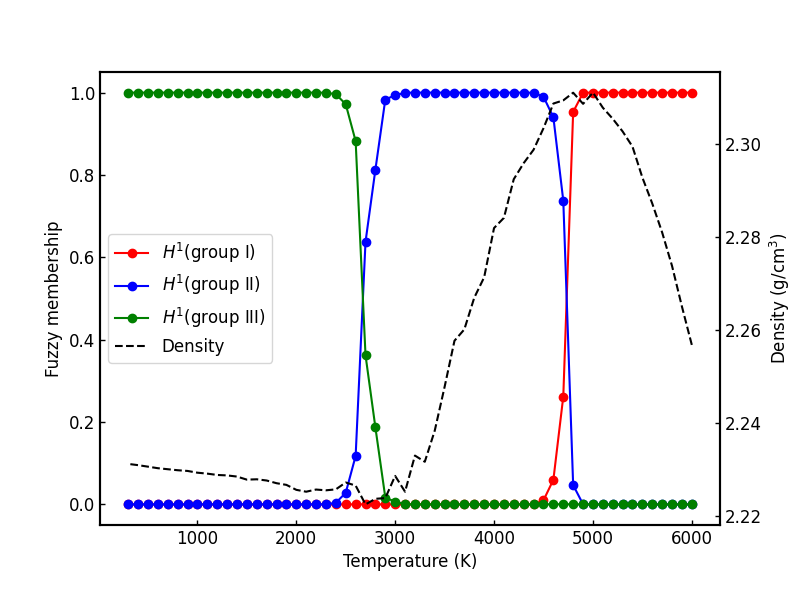 1.0
0.8
0.6
0.4
0.2
0.0
Fuzzy membership
H¹(group I)
H¹(group II)
H¹(group III)
Density
2.30
2.28
2.26
2.24
2.22
Density (g/cm³)
1000 2000 3000 4000 5000 6000
Temperature (K)